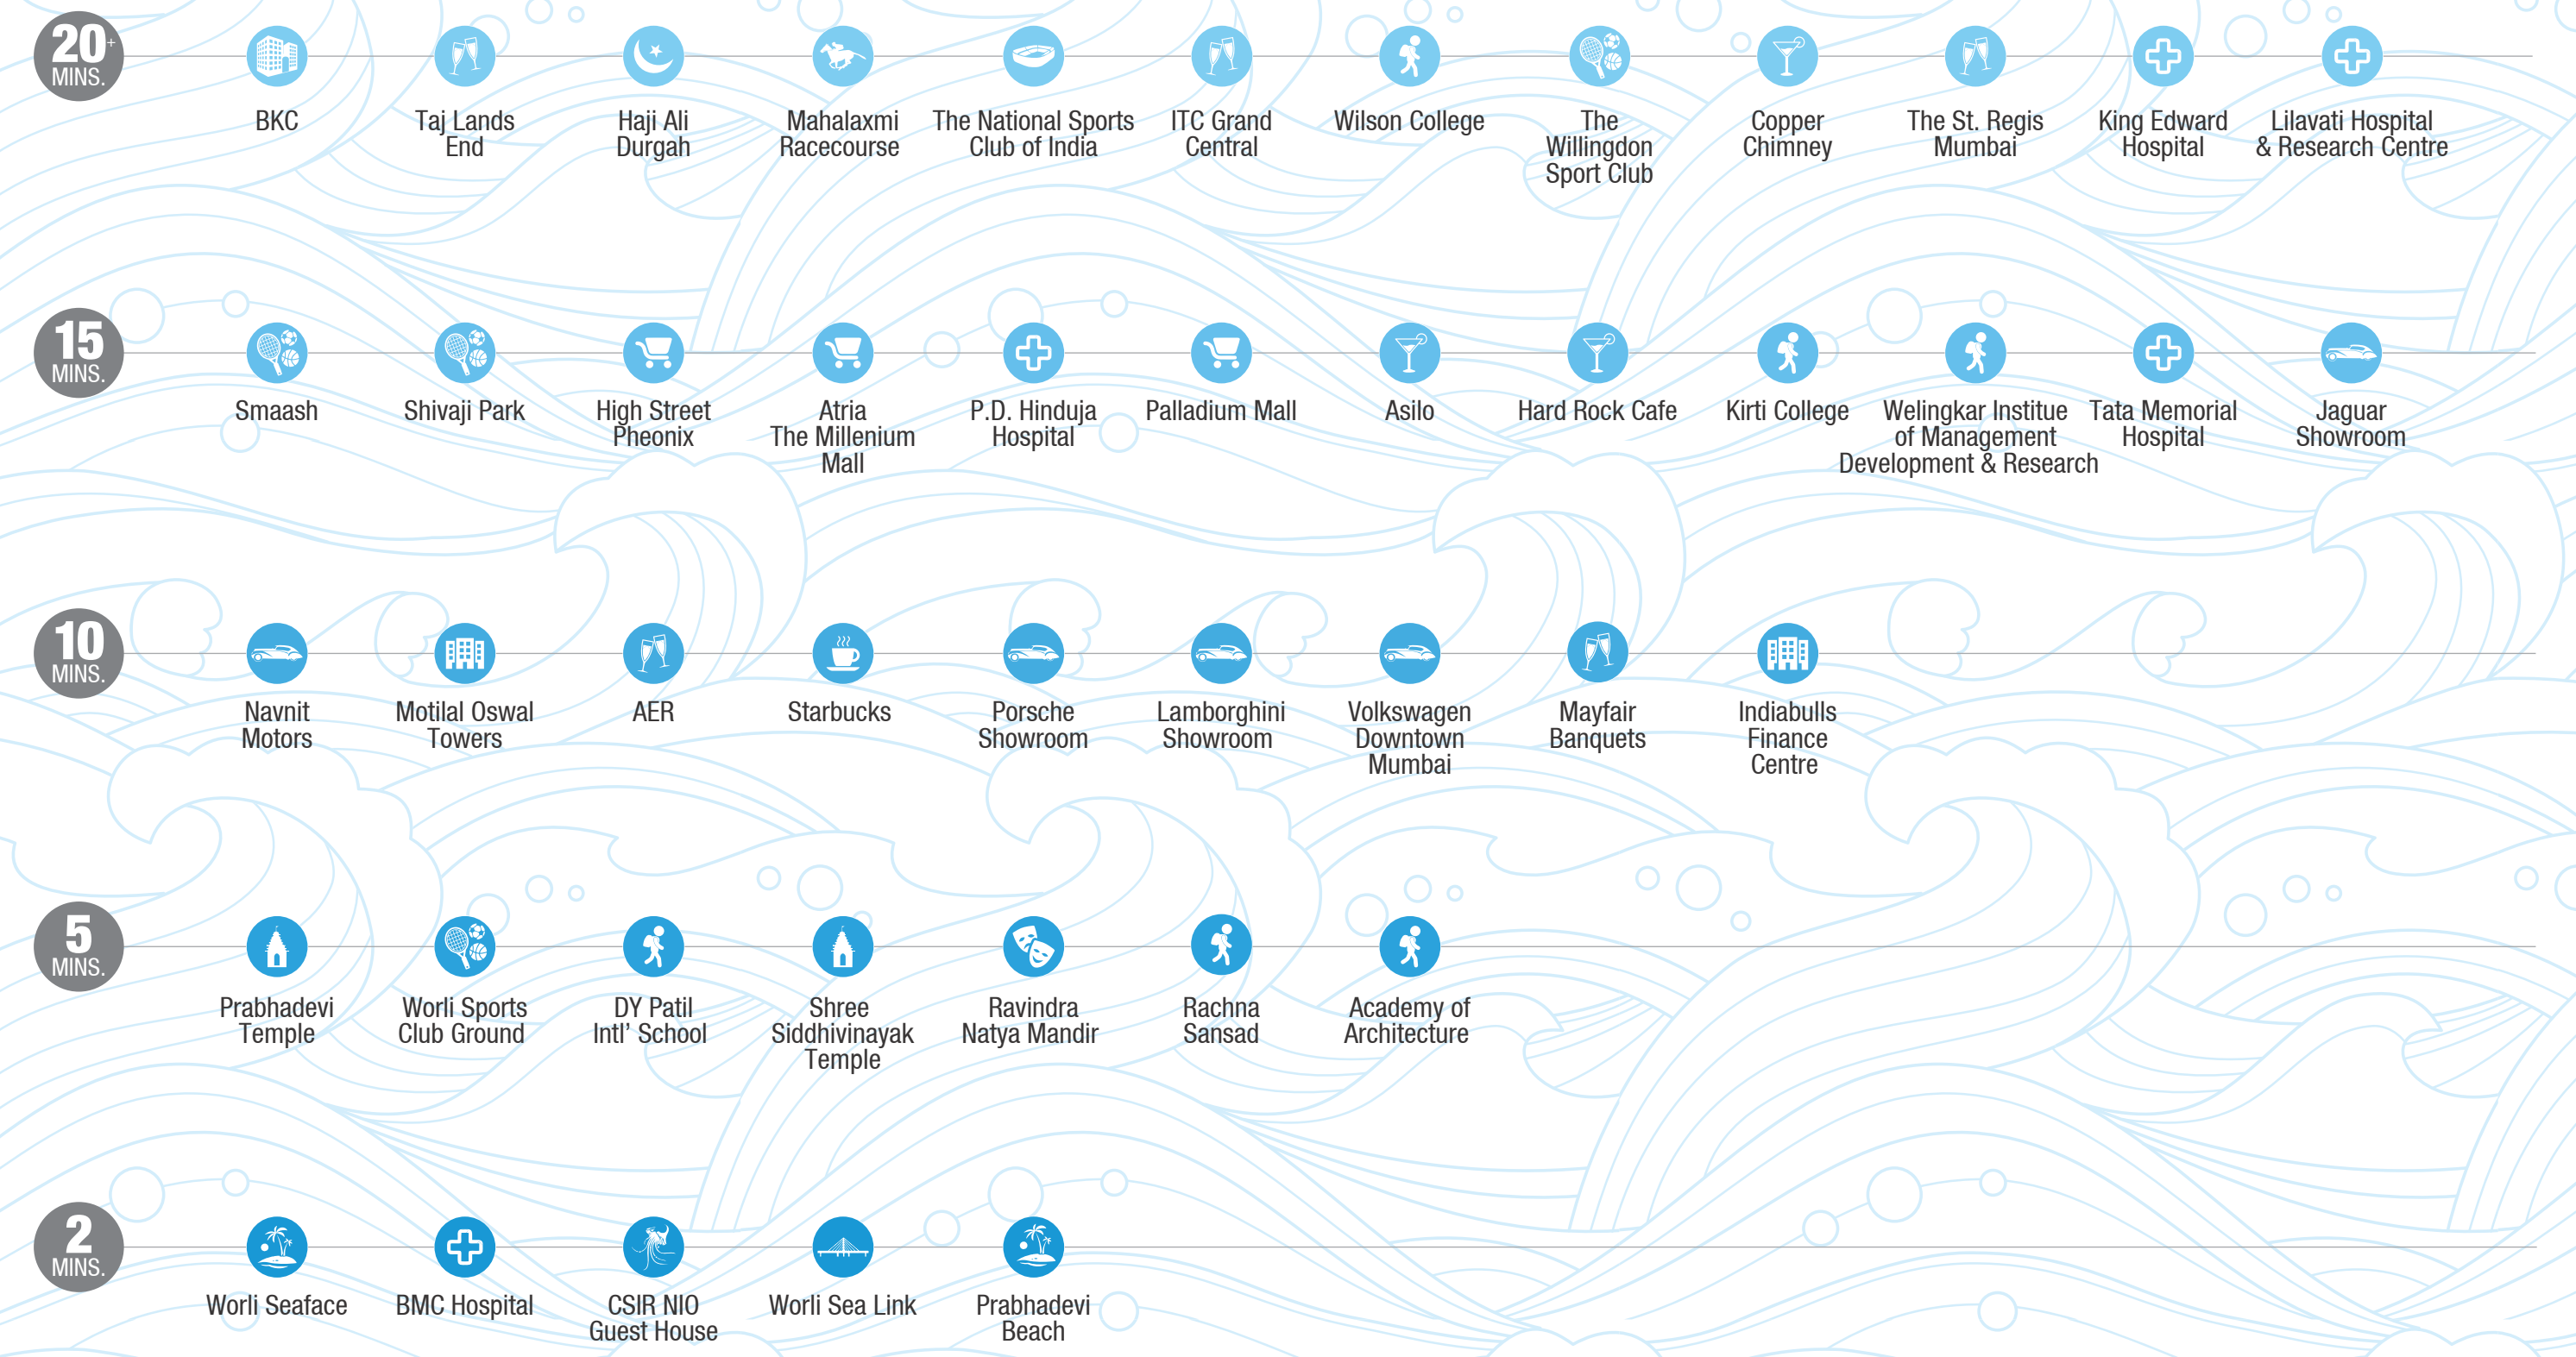 20+
MINS.
BKC
Taj Lands
End
Haji Ali
Durgah
Mahalaxmi
Racecourse
The National Sports
Club of India
ITC Grand
Central
Wilson College
The
Willingdon
Sport Club
Copper
Chimney
The St. Regis
Mumbai
King Edward
Hospital
Lilavati Hospital
& Research Centre
15
MINS.
Smaash
Shivaji Park
High Street
Pheonix
Atria
The Millenium
Mall
P.D. Hinduja
Hospital
Palladium Mall
Asilo
Hard Rock Cafe
Kirti College
Welingkar Institue
of Management
Development & Research
Tata Memorial
Hospital
Jaguar
Showroom
10
MINS.
Navnit
Motors
Motilal Oswal
Towers
AER
Starbucks
Porsche
Showroom
Lamborghini
Showroom
Volkswagen
Downtown
Mumbai
Mayfair
Banquets
Indiabulls
Finance
Centre
5
MINS.
Prabhadevi
Temple
Worli Sports
Club Ground
DY Patil
Intl' School
Shree
Siddhivinayak
Temple
Ravindra
Natya Mandir
Rachna
Sansad
Academy of
Architecture
2
MINS.
Worli Seaface
BMC Hospital
CSIR NIO
Guest House
Worli Sea Link
Prabhadevi
Beach